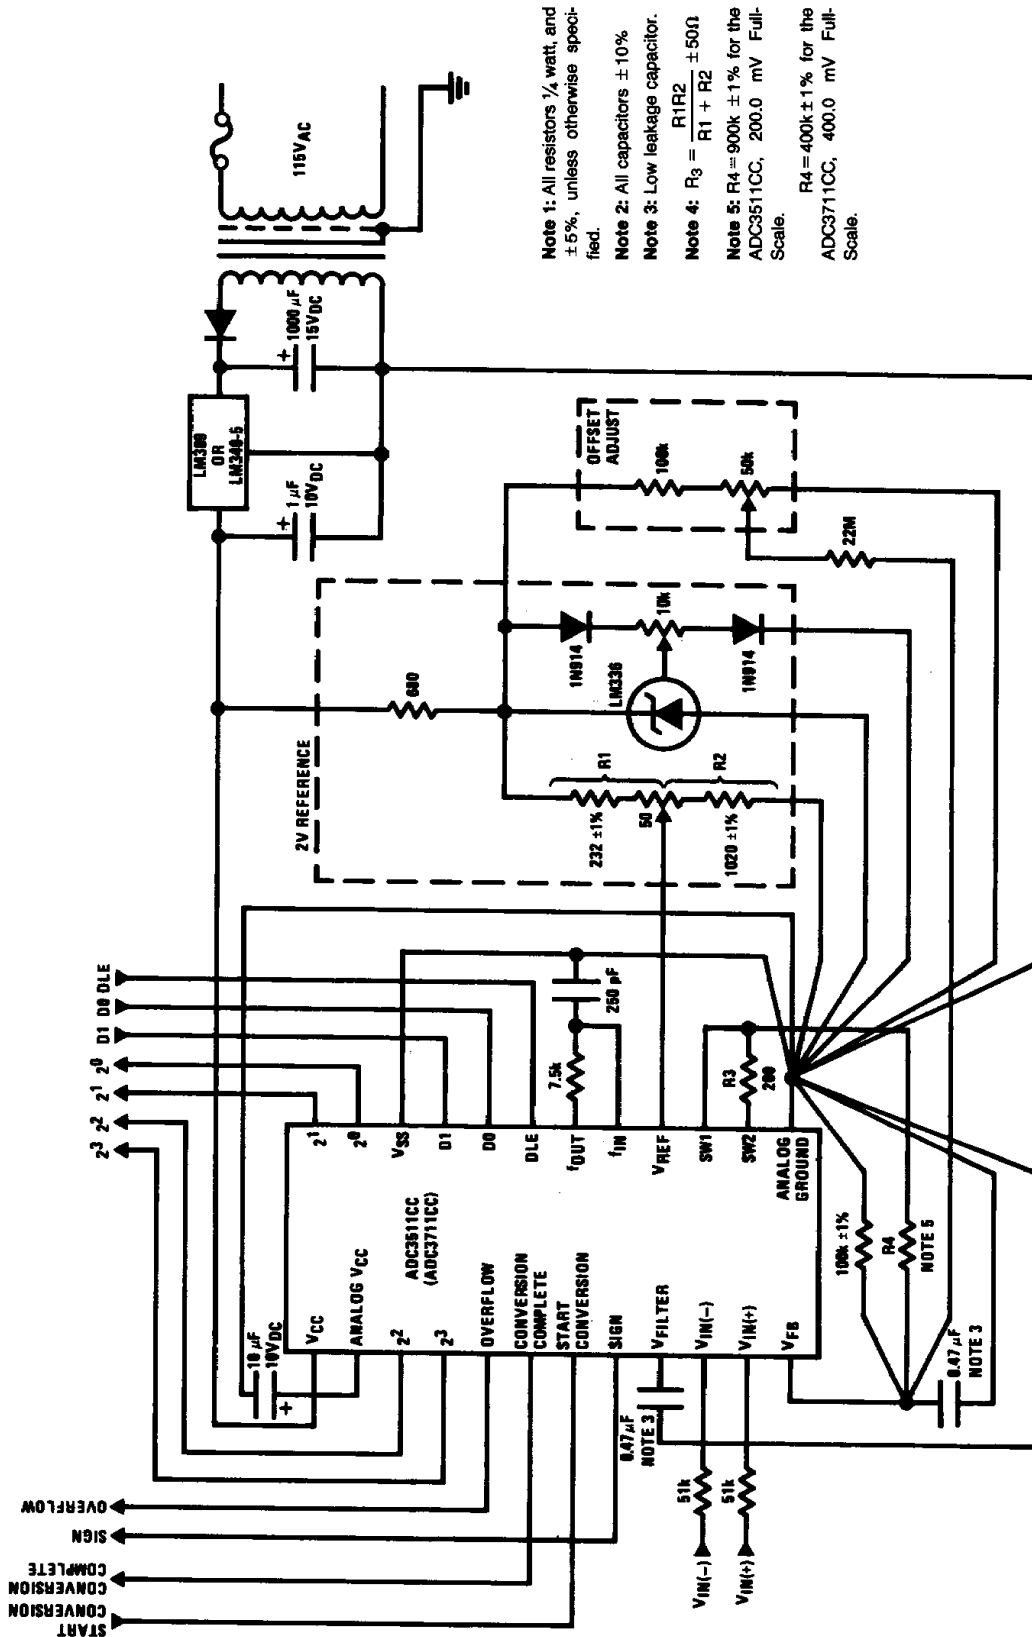 START
CONVERSION
CONVERSION
COMPLETE
SIGN
OVERFLOW
2³
2²
2¹
2⁰
D1
D0
DLE
10 µF
10VDC
VCC
ANALOG VCC
2²
2³
OVERFLOW
CONVERSION
COMPLETE
START
CONVERSION
SIGN
VFILTER
VIN(−)
VIN(+)
VFB
ADC3511CC
(ADC3711CC)
2¹
2⁰
VSS
D1
D0
DLE
fOUT
fIN
VREF
SW1
SW2
ANALOG
GROUND
0.47µF
NOTE 3
51k
51k
VIN(−)
VIN(+)
0.47 µF
NOTE 3
100k ±1%
R4
NOTE 5
7.5k
250 pF
R3
200
2V REFERENCE
680
232 ±1%
50
1020 ±1%
R1
R2
LM336
1N914
10k
1N914
OFFSET
ADJUST
100k
50k
22M
LM309
OR
LM340-5
+
1 µF
10VDC
+
1000 µF
15VDC
115VAC
Note 1: All resistors ¼ watt, and
±5%, unless otherwise speci-
fied.
Note 2: All capacitors ±10%
Note 3: Low leakage capacitor.
Note 4: R3 = R1R2 / R1 + R2 ±50Ω
Note 5: R4 = 900k ±1% for the
ADC3511CC, 200.0 mV Full-
Scale.
R4 = 400k ±1% for the
ADC3711CC, 400.0 mV Full-
Scale.